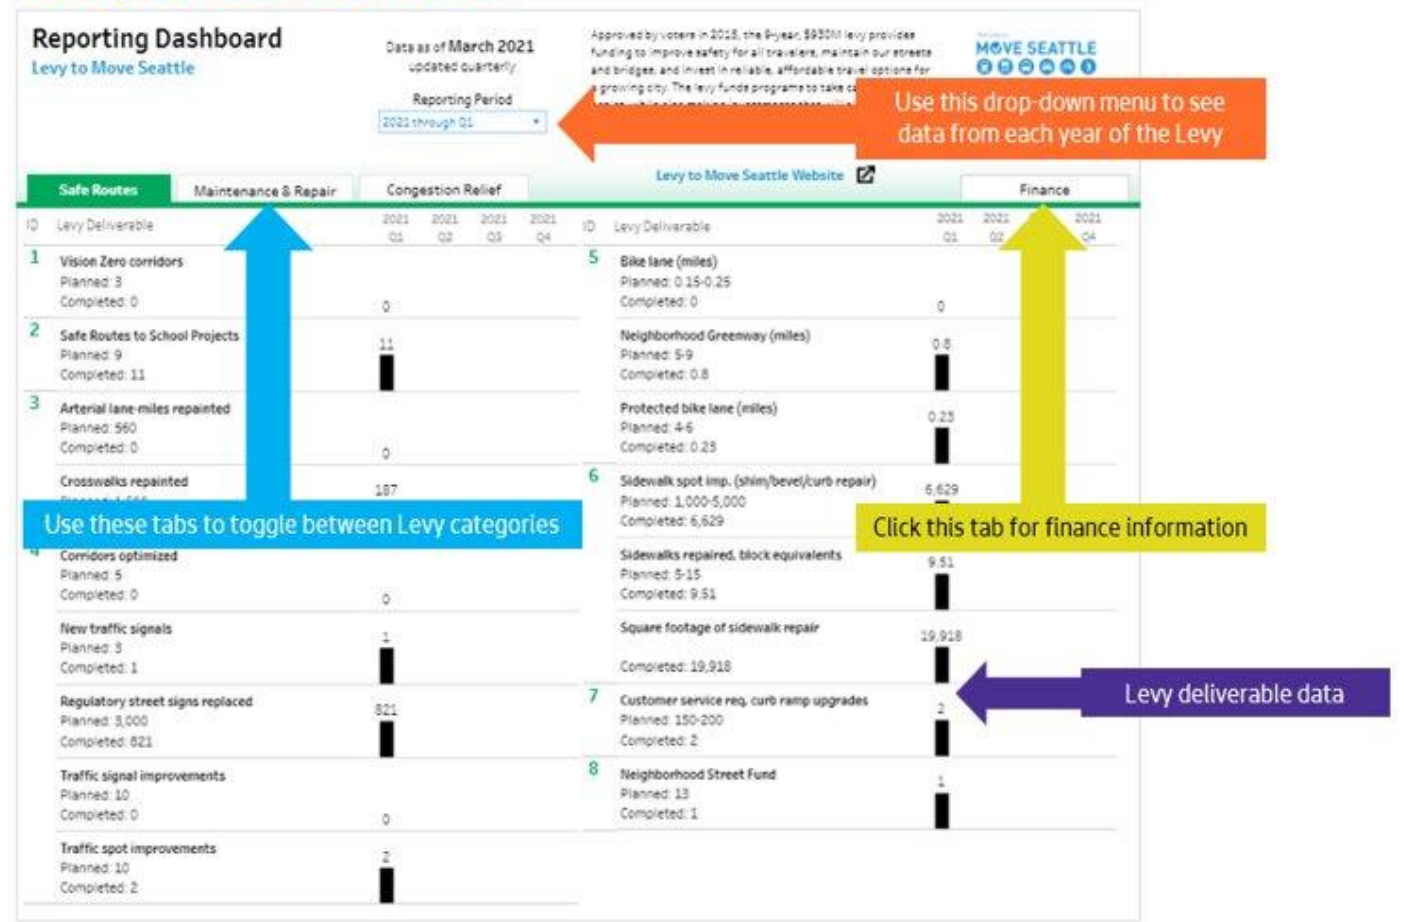 Reporting Dashboard
Levy to Move Seattle
Data as of March 2021
updated quarterly
Reporting Period
2021 through Q1
Approved by voters in 2015, the 9-year, $930M levy provides
funding to improve safety for all travelers, maintain our streets
and bridges, and invest in reliable, affordable travel options for
a growing city. The levy funds programs to take
MOVE SEATTLE
Use this drop-down menu to see
data from each year of the Levy
Levy to Move Seattle Website
Safe Routes
Maintenance & Repair
Congestion Relief
Finance
ID Levy Deliverable 2021 Q1 2021 Q2 2021 Q3 2021 Q4
1 Vision Zero corridors
Planned: 3
Completed: 0
0
2 Safe Routes to School Projects
Planned: 9
Completed: 11
11
3 Arterial lane-miles repainted
Planned: 560
Completed: 0
0
Crosswalks repainted
187
Use these tabs to toggle between Levy categories
4 Corridors optimized
Planned: 5
Completed: 0
0
New traffic signals
Planned: 3
Completed: 1
1
Regulatory street signs replaced
Planned: 3,000
Completed: 821
821
Traffic signal improvements
Planned: 10
Completed: 0
0
Traffic spot improvements
Planned: 10
Completed: 2
2
ID Levy Deliverable 2021 Q1 2021 Q2 2021 Q4
5 Bike lane (miles)
Planned: 0.15-0.25
Completed: 0
0
Neighborhood Greenway (miles)
Planned: 5-9
Completed: 0.8
0.8
Protected bike lane (miles)
Planned: 4-6
Completed: 0.23
0.23
6 Sidewalk spot imp. (shim/bevel/curb repair)
Planned: 1,000-5,000
Completed: 6,629
6,629
Click this tab for finance information
Sidewalks repaired, block equivalents
Planned: 5-15
Completed: 9.51
9.51
Square footage of sidewalk repair
Completed: 19,918
19,918
Levy deliverable data
7 Customer service req. curb ramp upgrades
Planned: 150-200
Completed: 2
2
8 Neighborhood Street Fund
Planned: 13
Completed: 1
1